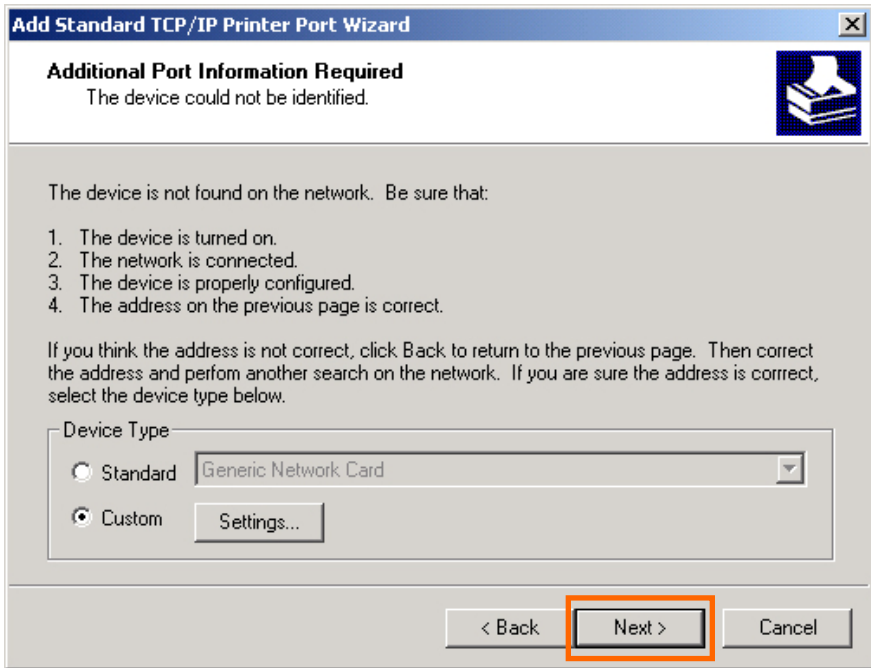 Add Standard TCP/IP Printer Port Wizard
Additional Port Information Required
The device could not be identified.
The device is not found on the network.  Be sure that:
1.  The device is turned on.
2.  The network is connected.
3.  The device is properly configured.
4.  The address on the previous page is correct.
If you think the address is not correct, click Back to return to the previous page.  Then correct
the address and perfom another search on the network.  If you are sure the address is corrrect,
select the device type below.
Device Type
Standard Generic Network Card
Custom Settings...
< Back Next > Cancel